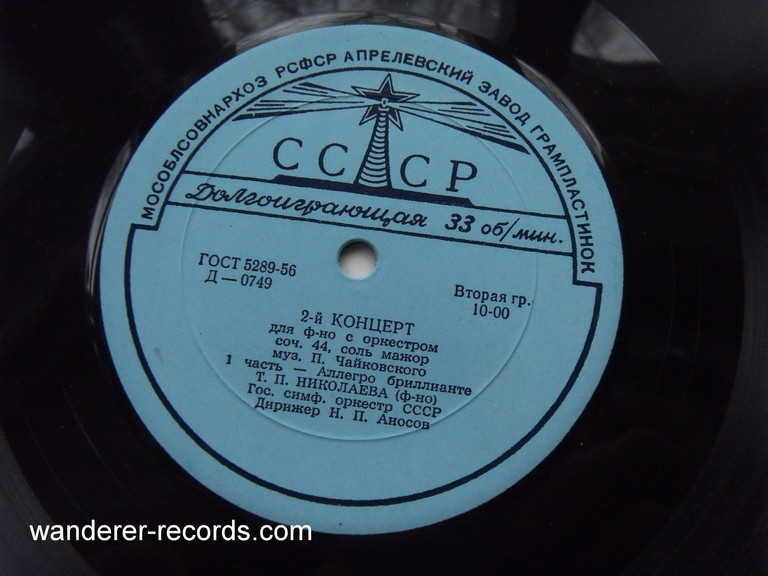 МОСОБЛСОВНАРХОЗ РСФСР АПРЕЛЕВСКИЙ ЗАВОД ГРАМПЛАСТИНОК
СССР
Долгоиграющая 33 об/мин.
ГОСТ 5289-56
Д — 0749
Вторая гр.
10-00
2-й КОНЦЕРТ
для ф-но с оркестром
соч. 44, соль мажор
муз. П. Чайковского
1 часть — Аллегро бриллианте
Т. П. НИКОЛАЕВА (ф-но)
Гос. симф. оркестр СССР
Дирижер Н. П. Аносов
wanderer-records.com